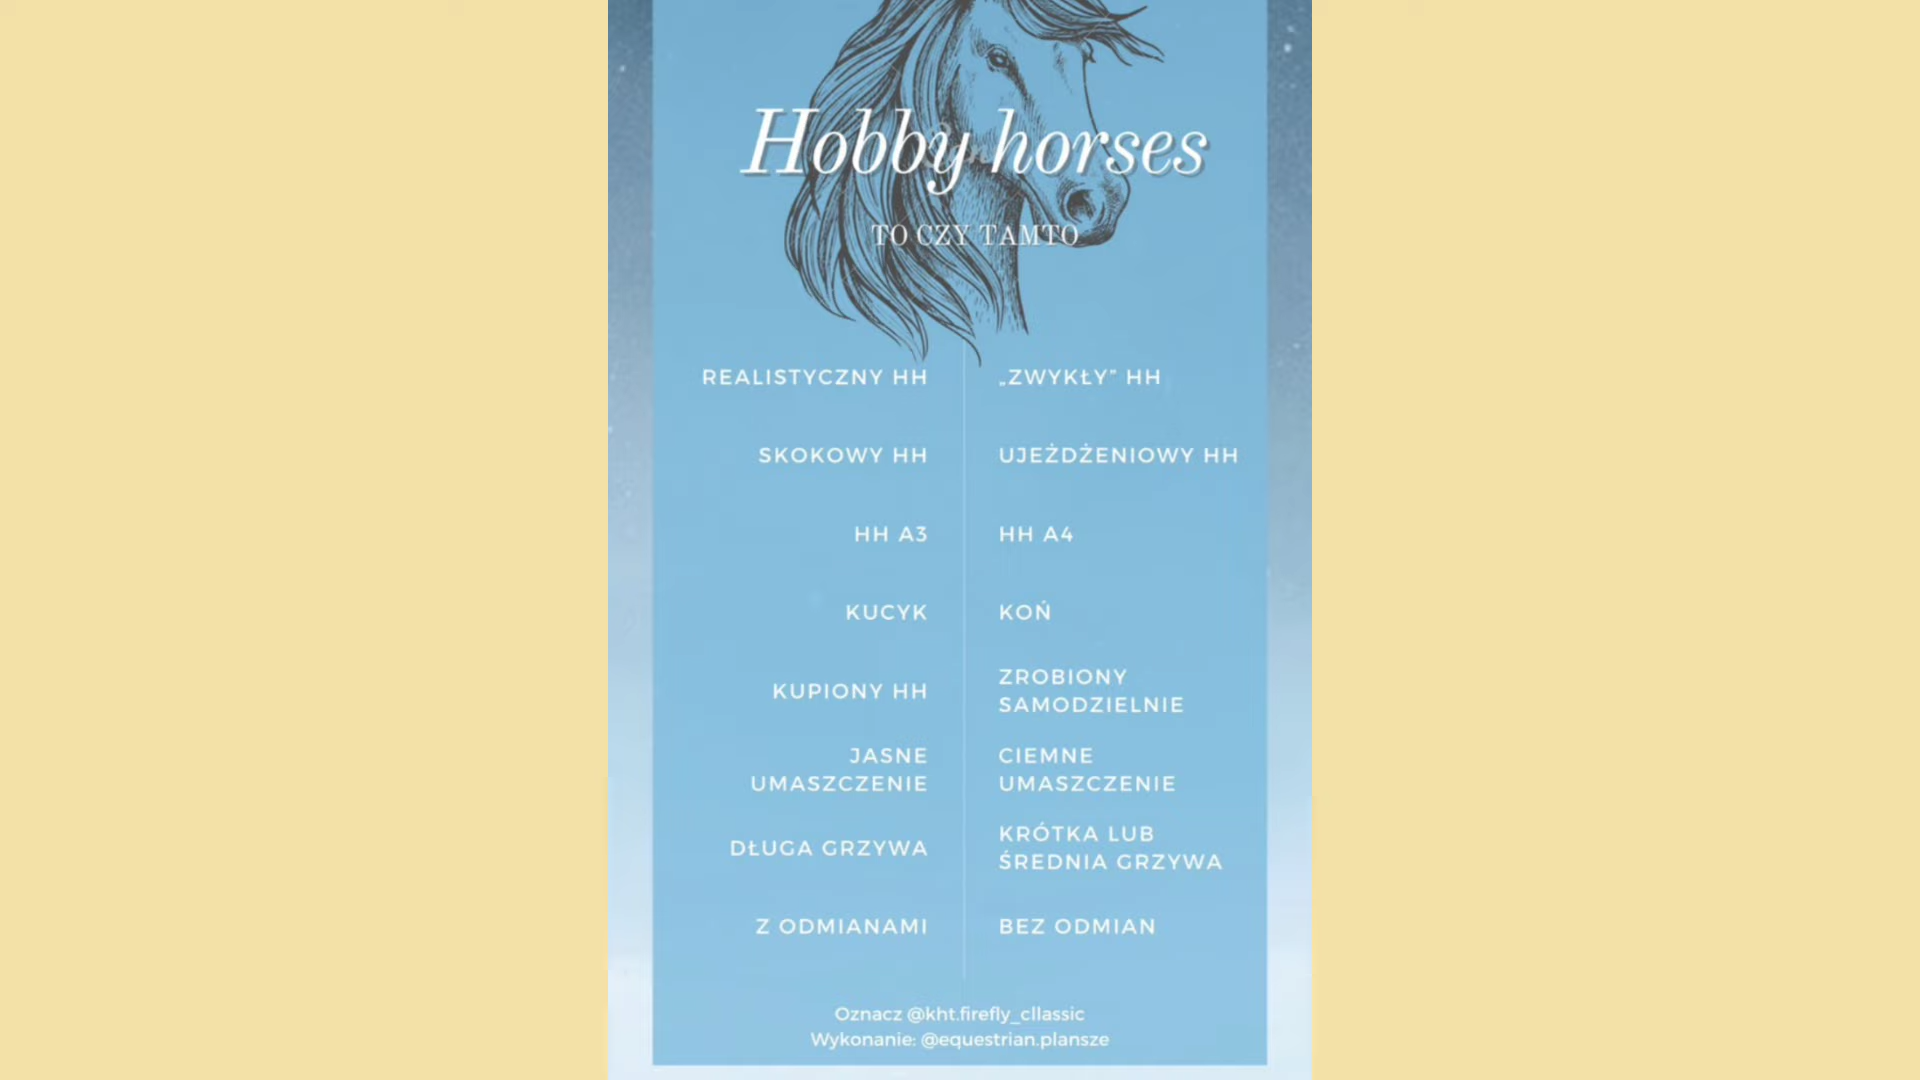 Hobby horses
TO CZY TAMTO
REALISTYCZNY HH
„ZWYKŁY” HH
SKOKOWY HH
UJEŻDŻENIOWY HH
HH A3
HH A4
KUCYK
KOŃ
KUPIONY HH
ZROBIONY
SAMODZIELNIE
JASNE
UMASZCZENIE
CIEMNE
UMASZCZENIE
DŁUGA GRZYWA
KRÓTKA LUB
ŚREDNIA GRZYWA
Z ODMIANAMI
BEZ ODMIAN
Oznacz @kht.firefly_cllassic
Wykonanie: @equestrian.plansze